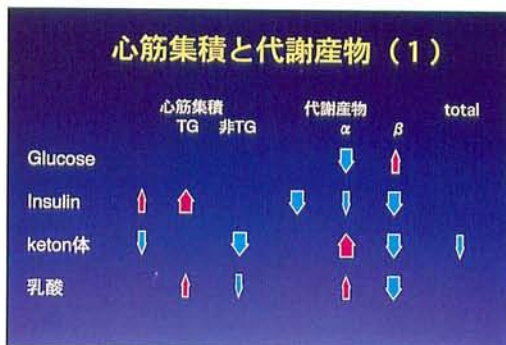 心筋集積と代謝産物（1）
心筋集積 代謝産物 total
TG 非TG α β
Glucose
Insulin
keton体
乳酸